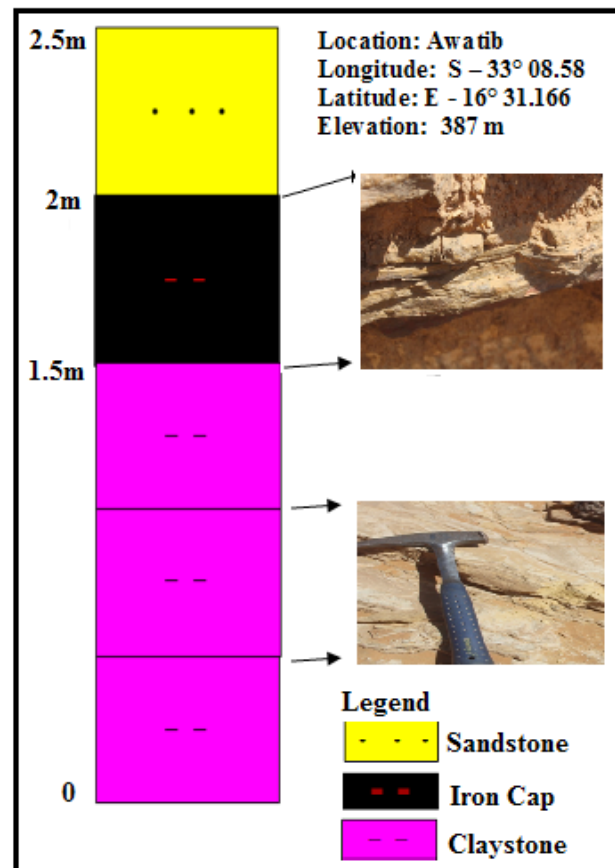 2.5m
Location: Awatib
Longitude: S – 33° 08.58
Latitude: E - 16° 31.166
Elevation: 387 m
2m
1.5m
0
Legend
Sandstone
Iron Cap
Claystone